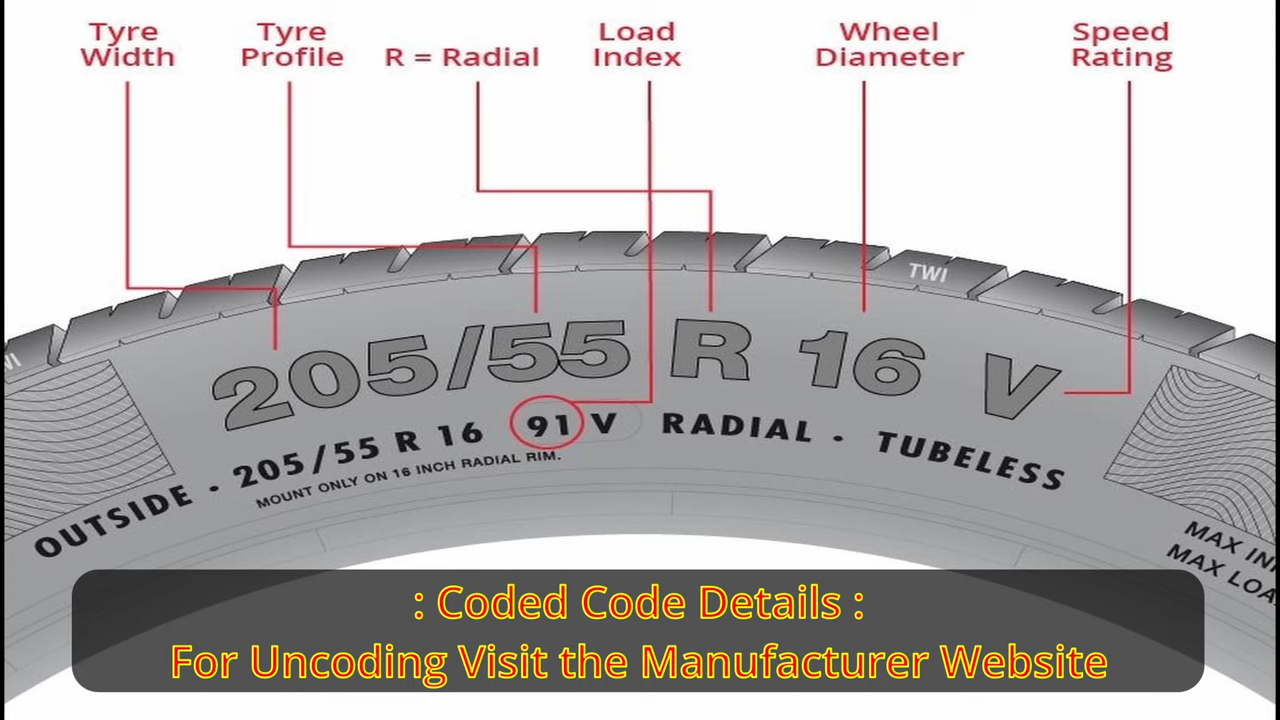 Tyre
Width
Tyre
Profile
R = Radial
Load
Index
Wheel
Diameter
Speed
Rating
TWI
205/55 R 16 V
OUTSIDE · 205/55 R 16 91 V RADIAL · TUBELESS
MOUNT ONLY ON 16 INCH RADIAL RIM.
MAX
MAX
: Coded Code Details :
For Uncoding Visit the Manufacturer Website